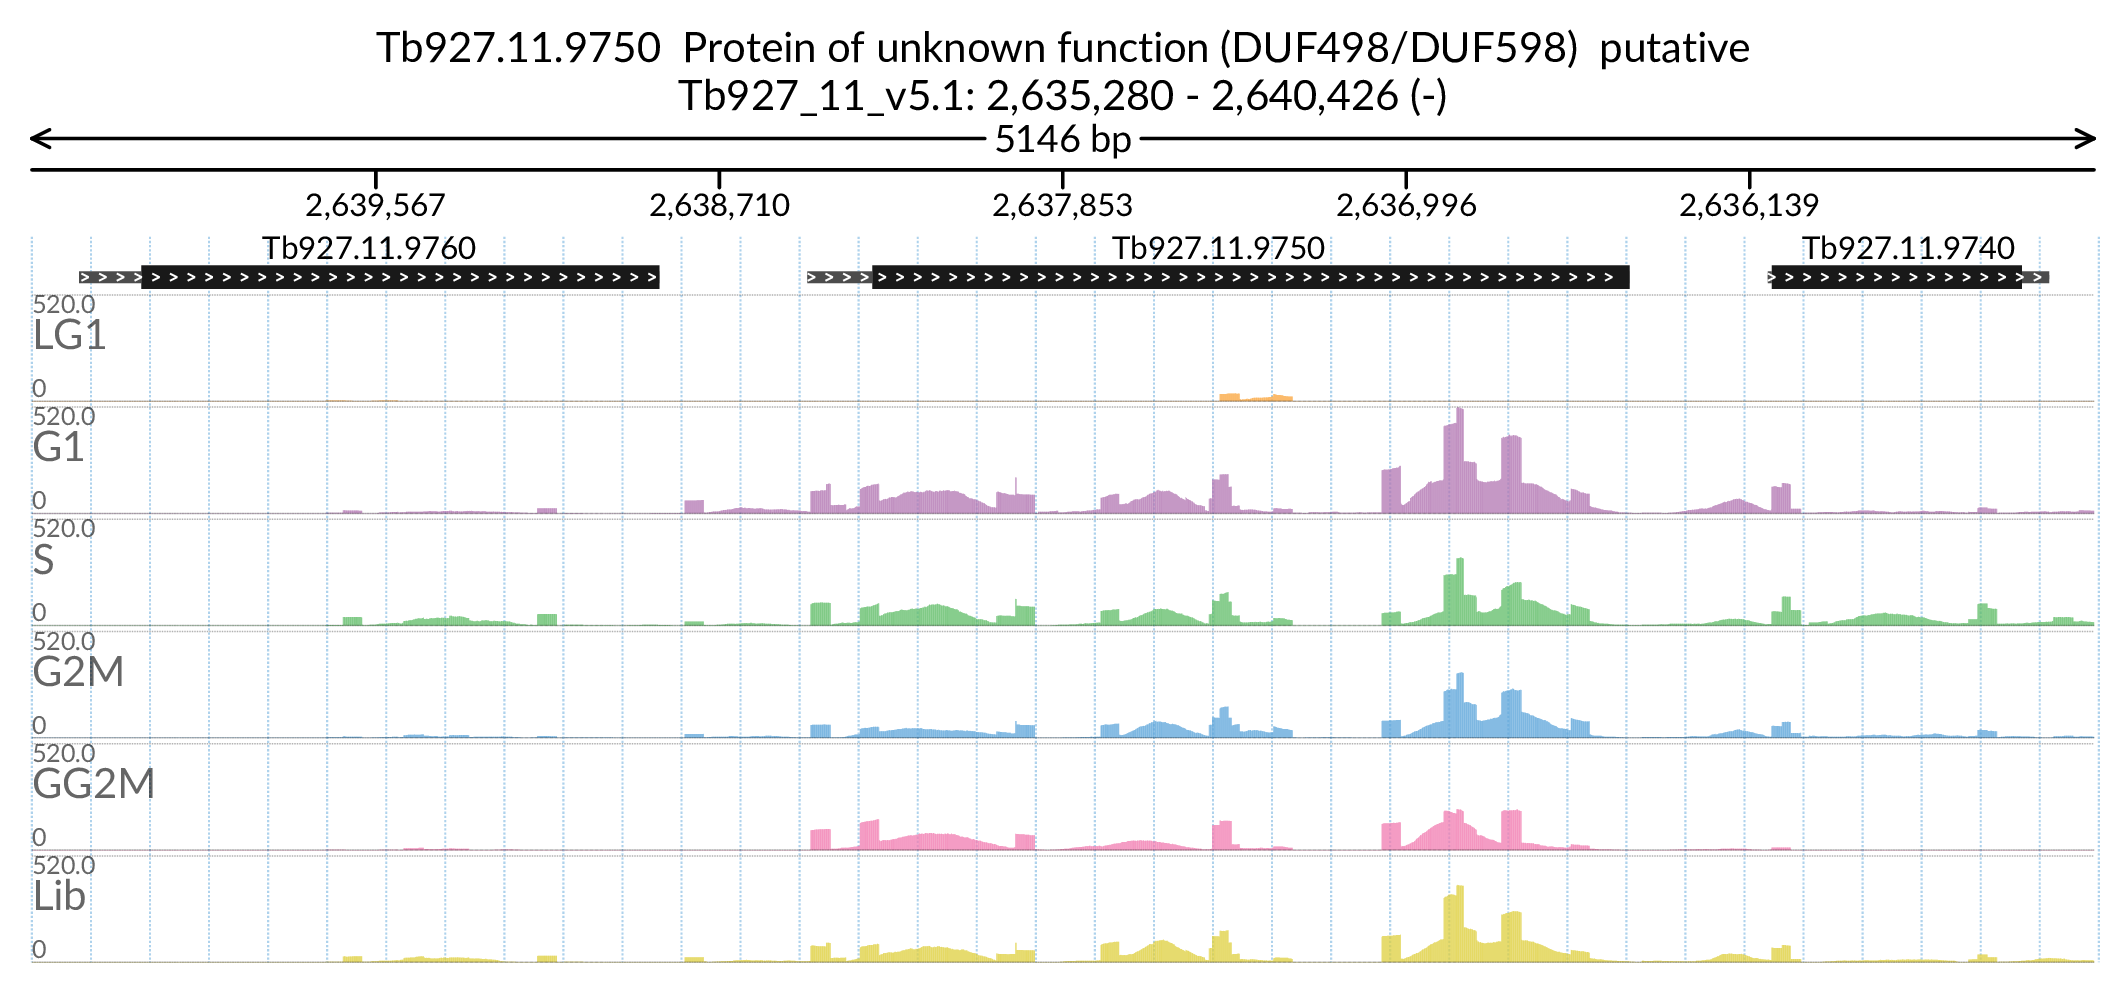 Tb927.11.9750  Protein of unknown function (DUF498/DUF598)  putative
Tb927_11_v5.1: 2,635,280 - 2,640,426 (-)
5146 bp
2,639,567 2,638,710 2,637,853 2,636,996 2,636,139
Tb927.11.9760 Tb927.11.9750 Tb927.11.9740
520.0
LG1
0
520.0
G1
0
520.0
S
0
520.0
G2M
0
520.0
GG2M
0
520.0
Lib
0